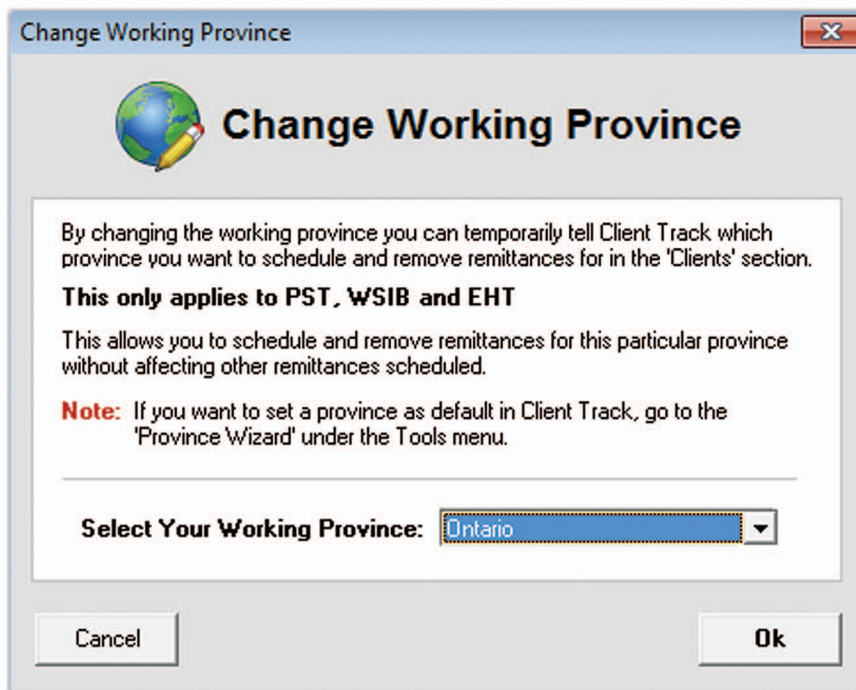 Change Working Province
Change Working Province
By changing the working province you can temporarily tell Client Track which
province you want to schedule and remove remittances for in the 'Clients' section.
This only applies to PST, WSIB and EHT
This allows you to schedule and remove remittances for this particular province
without affecting other remittances scheduled.
Note: If you want to set a province as default in Client Track, go to the
'Province Wizard' under the Tools menu.
Select Your Working Province: Ontario
Cancel Ok